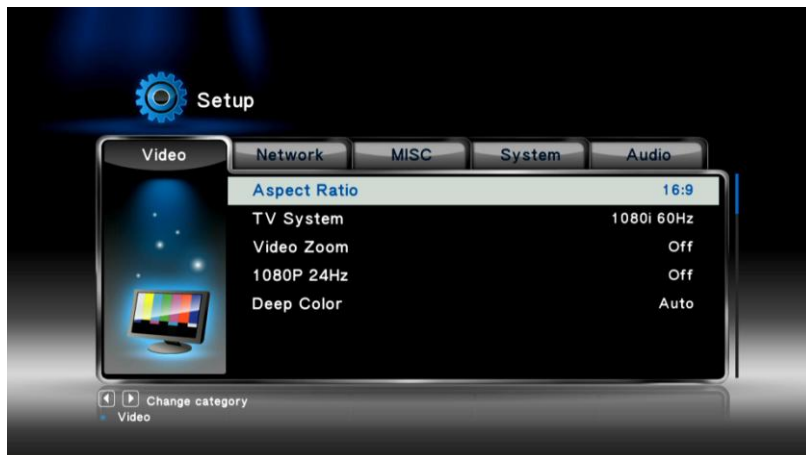 Setup
Video Network MISC System Audio
Aspect Ratio 16:9
TV System 1080i 60Hz
Video Zoom Off
1080P 24Hz Off
Deep Color Auto
Change category
Video